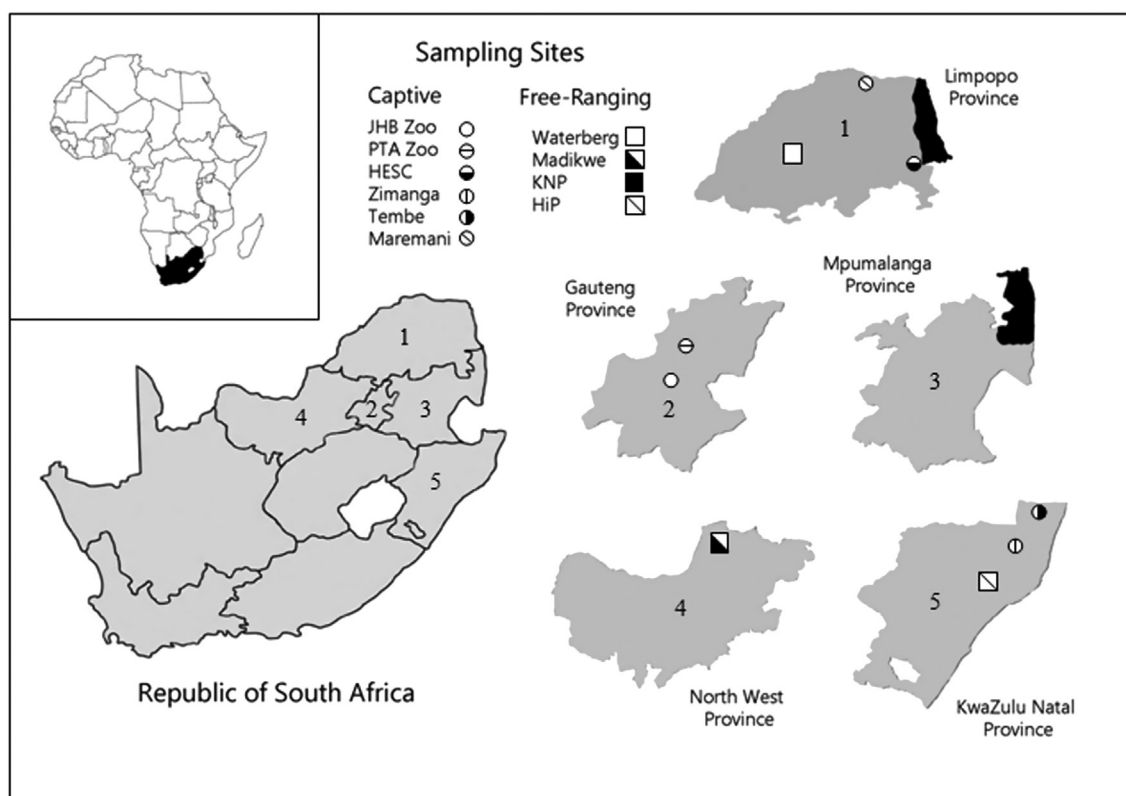 Sampling Sites
Captive
JHB Zoo
PTA Zoo
HESC
Zimanga
Tembe
Maremani
Free-Ranging
Waterberg
Madikwe
KNP
HiP
Limpopo
Province
1
Gauteng
Province
2
Mpumalanga
Province
3
1
2
3
4
5
Republic of South Africa
4
North West
Province
5
KwaZulu Natal
Province